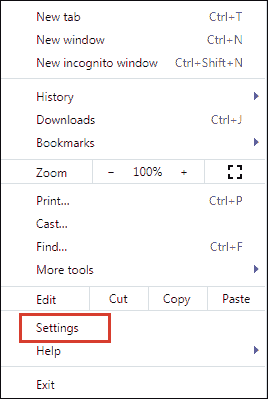 New tab Ctrl+T
New window Ctrl+N
New incognito window Ctrl+Shift+N
History
Downloads Ctrl+J
Bookmarks
Zoom − 100% +
Print... Ctrl+P
Cast...
Find... Ctrl+F
More tools
Edit Cut Copy Paste
Settings
Help
Exit